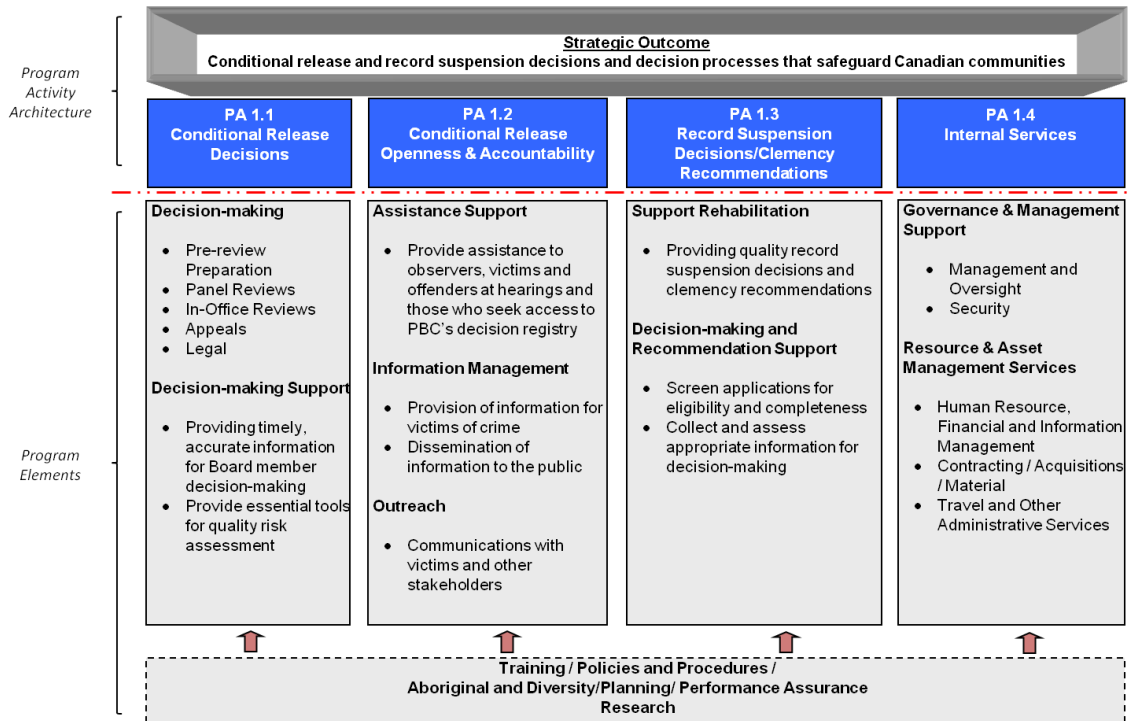 Program
Activity
Architecture
Strategic Outcome
Conditional release and record suspension decisions and decision processes that safeguard Canadian communities
PA 1.1
Conditional Release
Decisions
PA 1.2
Conditional Release
Openness & Accountability
PA 1.3
Record Suspension
Decisions/Clemency
Recommendations
PA 1.4
Internal Services
Program
Elements
Decision-making
• Pre-review
Preparation
• Panel Reviews
• In-Office Reviews
• Appeals
• Legal
Decision-making Support
• Providing timely,
accurate information
for Board member
decision-making
• Provide essential tools
for quality risk
assessment
Assistance Support
• Provide assistance to
observers, victims and
offenders at hearings and
those who seek access to
PBC's decision registry
Information Management
• Provision of information for
victims of crime
• Dissemination of
information to the public
Outreach
• Communications with
victims and other
stakeholders
Support Rehabilitation
• Providing quality record
suspension decisions and
clemency recommendations
Decision-making and
Recommendation Support
• Screen applications for
eligibility and completeness
• Collect and assess
appropriate information for
decision-making
Governance & Management
Support
• Management and
Oversight
• Security
Resource & Asset
Management Services
• Human Resource,
Financial and Information
Management
• Contracting / Acquisitions
/ Material
• Travel and Other
Administrative Services
Training / Policies and Procedures /
Aboriginal and Diversity/Planning/ Performance Assurance
Research